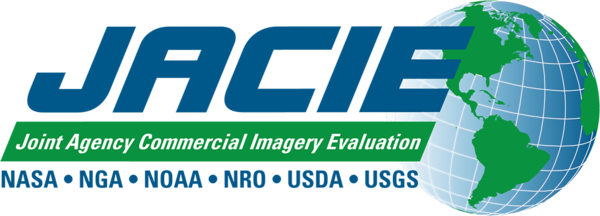 JACIE
Joint Agency Commercial Imagery Evaluation
NASA • NGA • NOAA • NRO • USDA • USGS